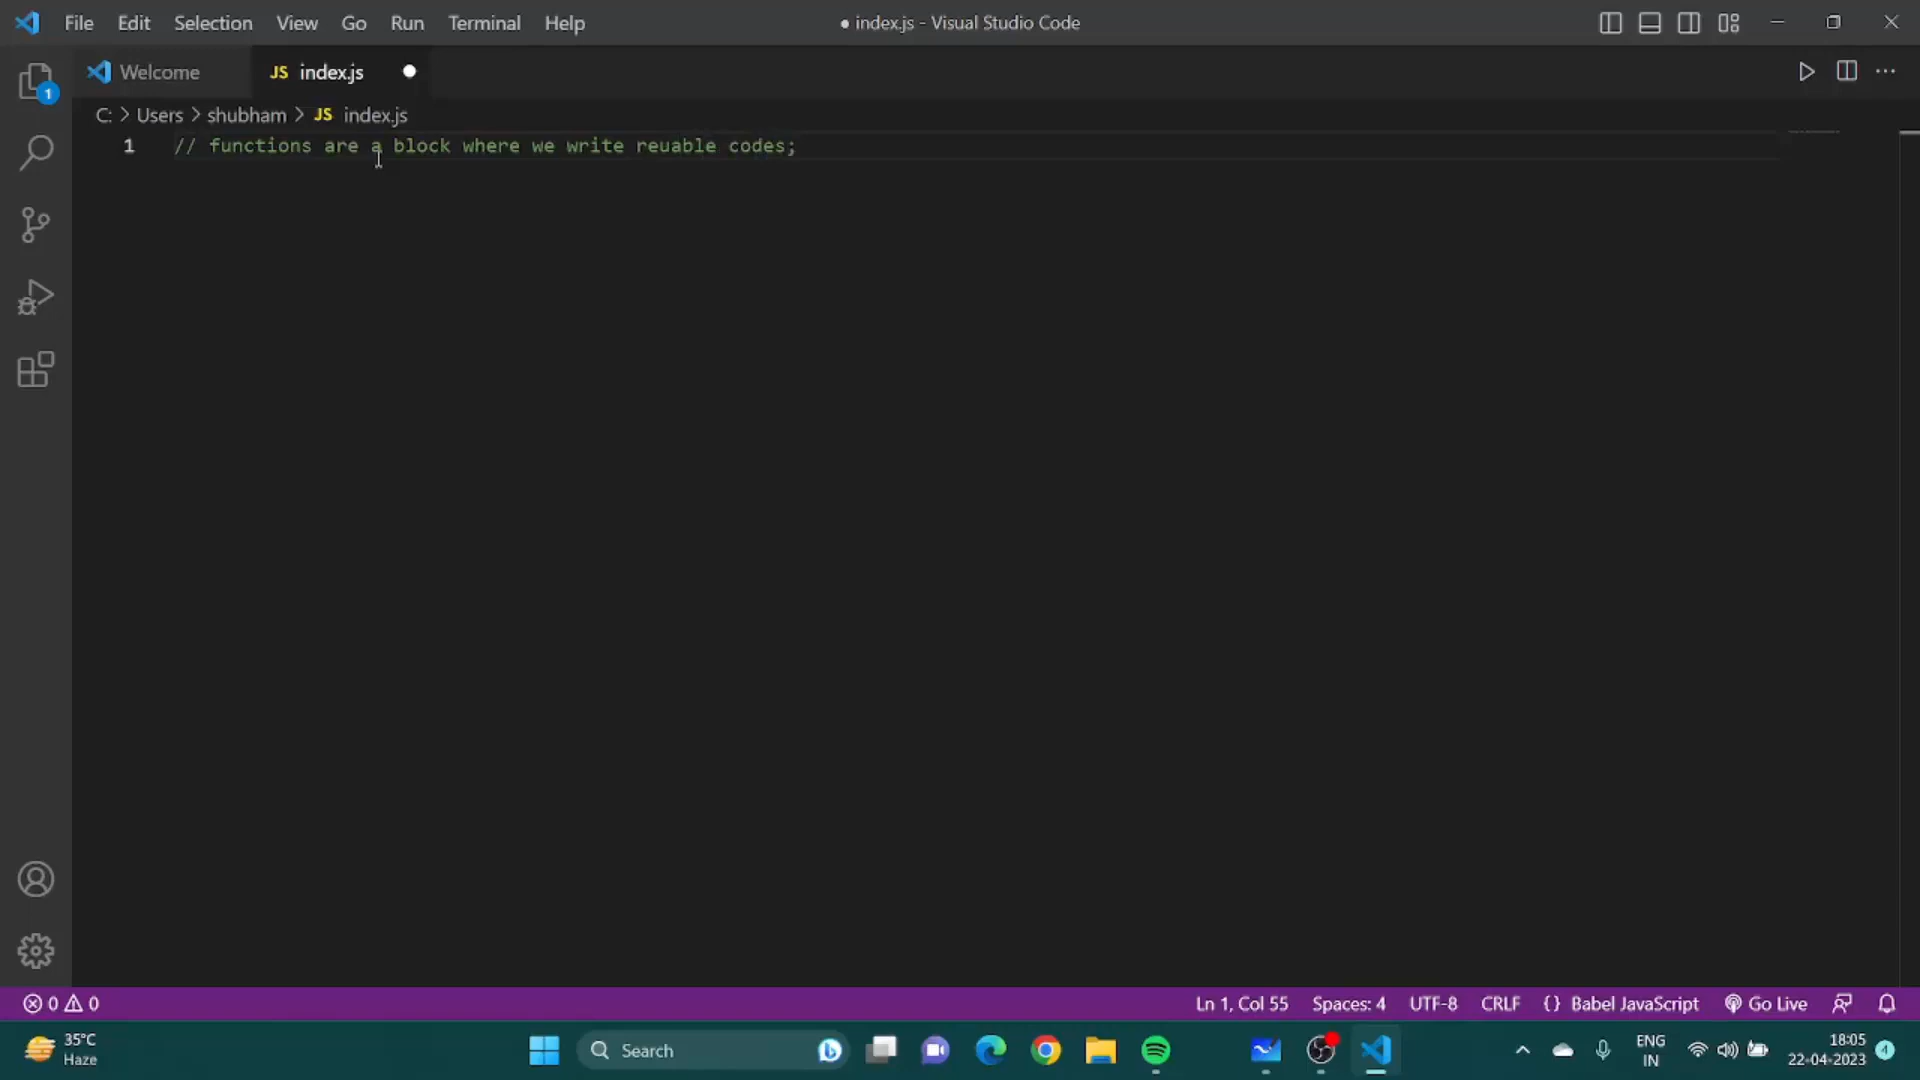 File Edit Selection View Go Run Terminal Help ● index.js - Visual Studio Code
Welcome JS index.js
C: > Users > shubham > JS index.js
1 // functions are a block where we write reuable codes;
1
0 0 Ln 1, Col 55 Spaces: 4 UTF-8 CRLF {} Babel JavaScript Go Live
35°C
Haze
Search
ENG
IN
18:05
22-04-2023
4